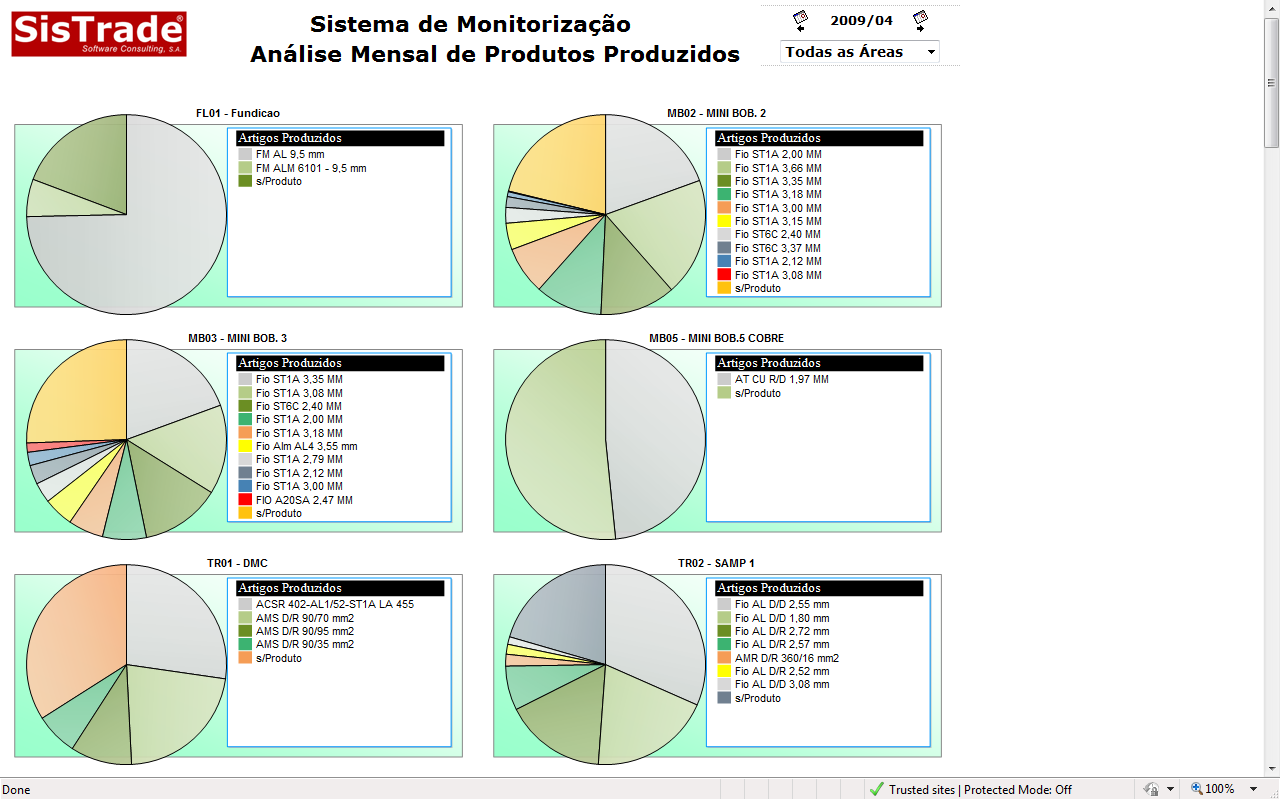 SisTrade®
Software Consulting, S.A.
Sistema de Monitorização
Análise Mensal de Produtos Produzidos
2009/04
Todas as Áreas
FL01 - Fundicao
Artigos Produzidos
FM AL 9,5 mm
FM ALM 6101 - 9,5 mm
s/Produto
MB02 - MINI BOB. 2
Artigos Produzidos
Fio ST1A 2,00 MM
Fio ST1A 3,66 MM
Fio ST1A 3,35 MM
Fio ST1A 3,18 MM
Fio ST1A 3,00 MM
Fio ST1A 3,15 MM
Fio ST6C 2,40 MM
Fio ST6C 3,37 MM
Fio ST1A 2,12 MM
Fio ST1A 3,08 MM
s/Produto
MB03 - MINI BOB. 3
Artigos Produzidos
Fio ST1A 3,35 MM
Fio ST1A 3,08 MM
Fio ST6C 2,40 MM
Fio ST1A 2,00 MM
Fio ST1A 3,18 MM
Fio Alm AL4 3,55 mm
Fio ST1A 2,79 MM
Fio ST1A 2,12 MM
Fio ST1A 3,00 MM
FIO A20SA 2,47 MM
s/Produto
MB05 - MINI BOB.5 COBRE
Artigos Produzidos
AT CU R/D 1,97 MM
s/Produto
TR01 - DMC
Artigos Produzidos
ACSR 402-AL1/52-ST1A LA 455
AMS D/R 90/70 mm2
AMS D/R 90/95 mm2
AMS D/R 90/35 mm2
s/Produto
TR02 - SAMP 1
Artigos Produzidos
Fio AL D/D 2,55 mm
Fio AL D/D 1,80 mm
Fio AL D/R 2,72 mm
Fio AL D/R 2,57 mm
AMR D/R 360/16 mm2
Fio AL D/R 2,52 mm
Fio AL D/D 3,08 mm
s/Produto
Done
Trusted sites | Protected Mode: Off
100%